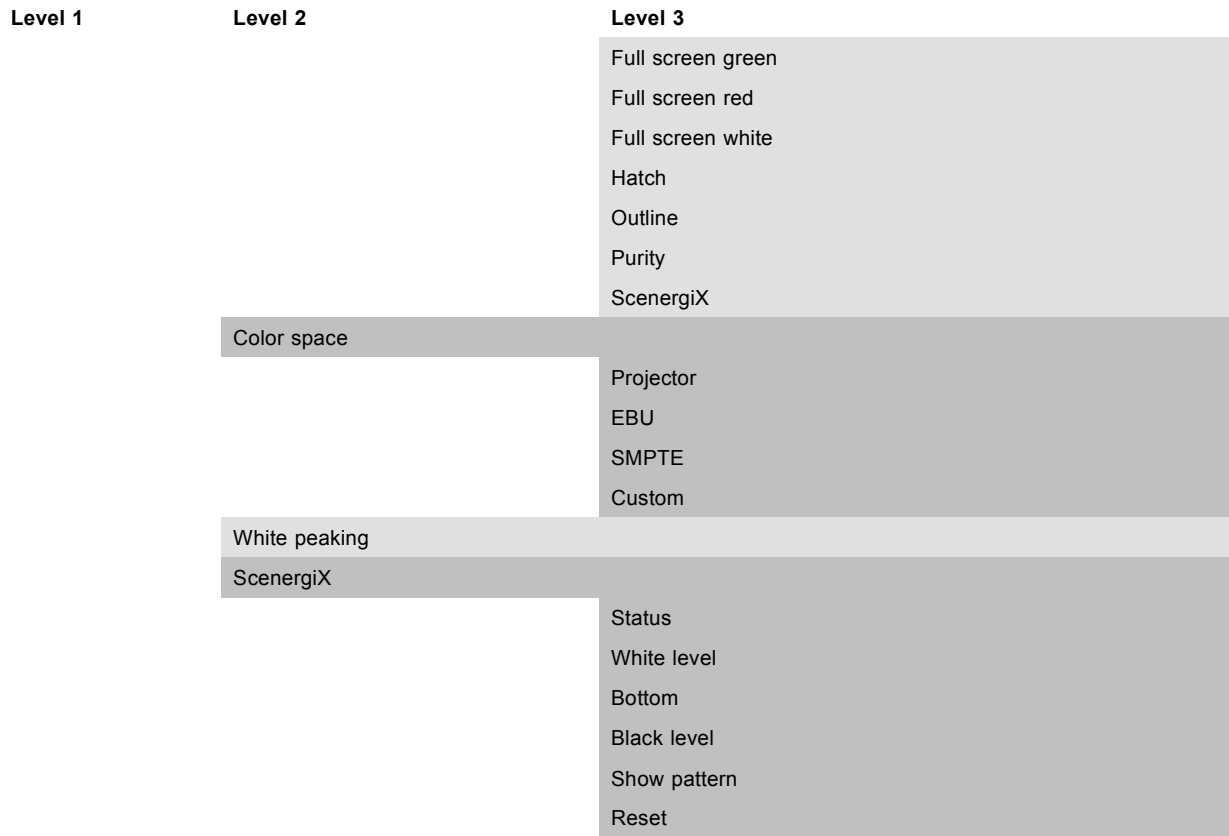 Level 1 Level 2 Level 3
Full screen green
Full screen red
Full screen white
Hatch
Outline
Purity
ScenergiX
Color space
Projector
EBU
SMPTE
Custom
White peaking
ScenergiX
Status
White level
Bottom
Black level
Show pattern
Reset